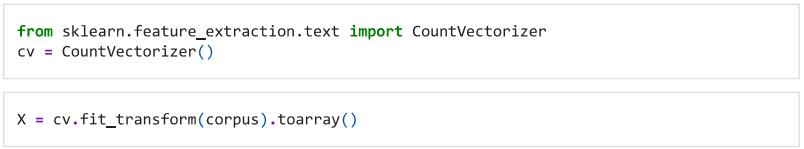 from sklearn.feature_extraction.text import CountVectorizer
cv = CountVectorizer()
X = cv.fit_transform(corpus).toarray()